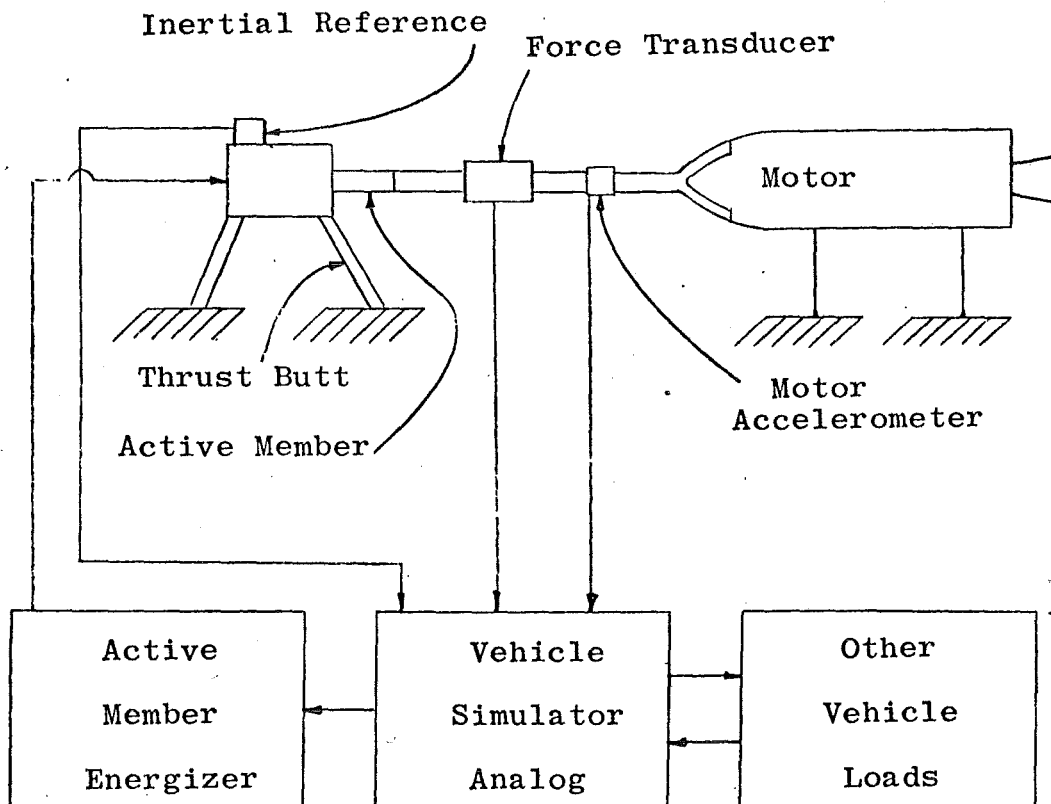 Inertial Reference
Force Transducer
Motor
Thrust Butt
Motor
Accelerometer
Active Member
Active
Member
Energizer
Vehicle
Simulator
Analog
Other
Vehicle
Loads